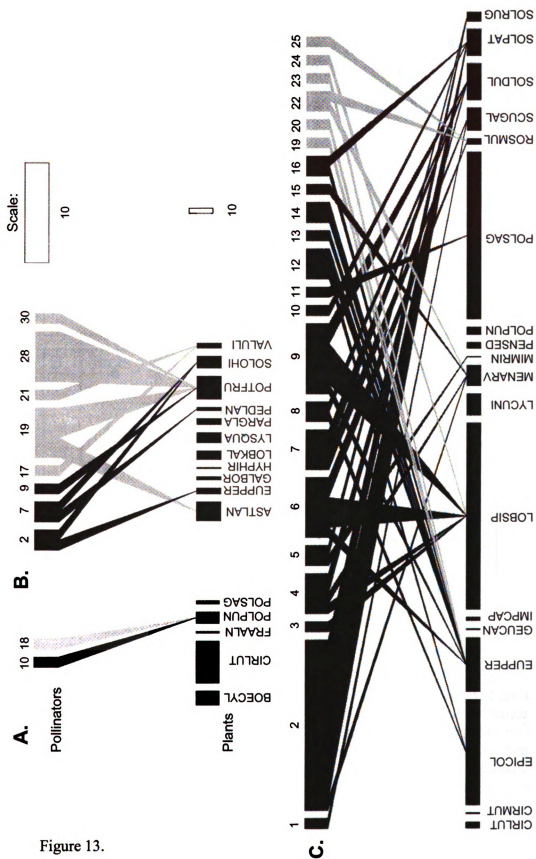 A.
10 18
Pollinators
Plants
BOECYL CIRLUT FRAALN POLPUN POLSAG
B.
2 7 9 17 19 21 28 30
ASTLAN EUPPER GALBOR HYPHIR LOBKAL LYSQUA PARGLA PEDLAN POTFRU SOLOHI VALULI
Scale:
10
10
C.
1 2 3 4 5 6 7 8 9 10 11 12 13 14 15 16 19 20 22 23 24 25
CIRLUT CIRMUT EPICOL EUPPER GEUCAN IMPCAP LOBSIP LYCUNI MENARV MIMRIN PENSED POLPUN POLSAG ROSMUL SCUGAL SOLDUL SOLPAT SOLRUG
Figure 13.